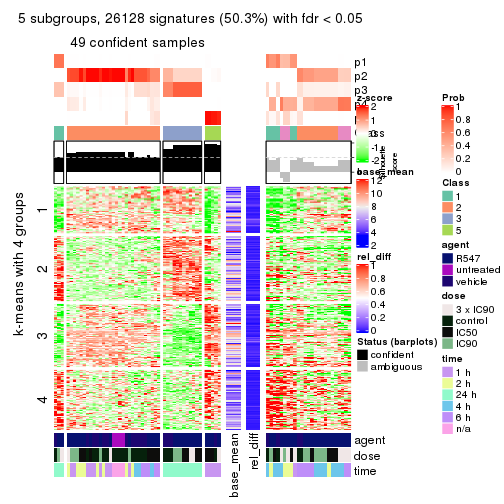 5 subgroups, 26128 signatures (50.3%) with fdr < 0.05
49 confident samples
k-means with 4 groups
1
2
3
4
p1
p2
p3
p4
agent
dose
time
base_mean
rel_diff
z-score
2
1
0
-1
-2
silhouette
score
base_mean
12
10
8
6
4
2
rel_diff
1
0.8
0.6
0.4
0.2
0
Status (barplots)
confident
ambiguous
Prob
1
0.8
0.6
0.4
0.2
0
Class
1
2
3
5
agent
R547
untreated
vehicle
dose
3 x IC90
control
IC50
IC90
time
1 h
2 h
24 h
4 h
6 h
n/a